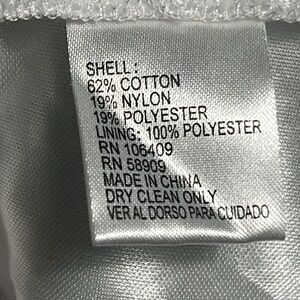 SHELL:
62% COTTON
19% NYLON
19% POLYESTER
LINING: 100% POLYESTER
RN 106409
RN 58909
MADE IN CHINA
DRY CLEAN ONLY
VER AL DORSO PARA CUIDADO